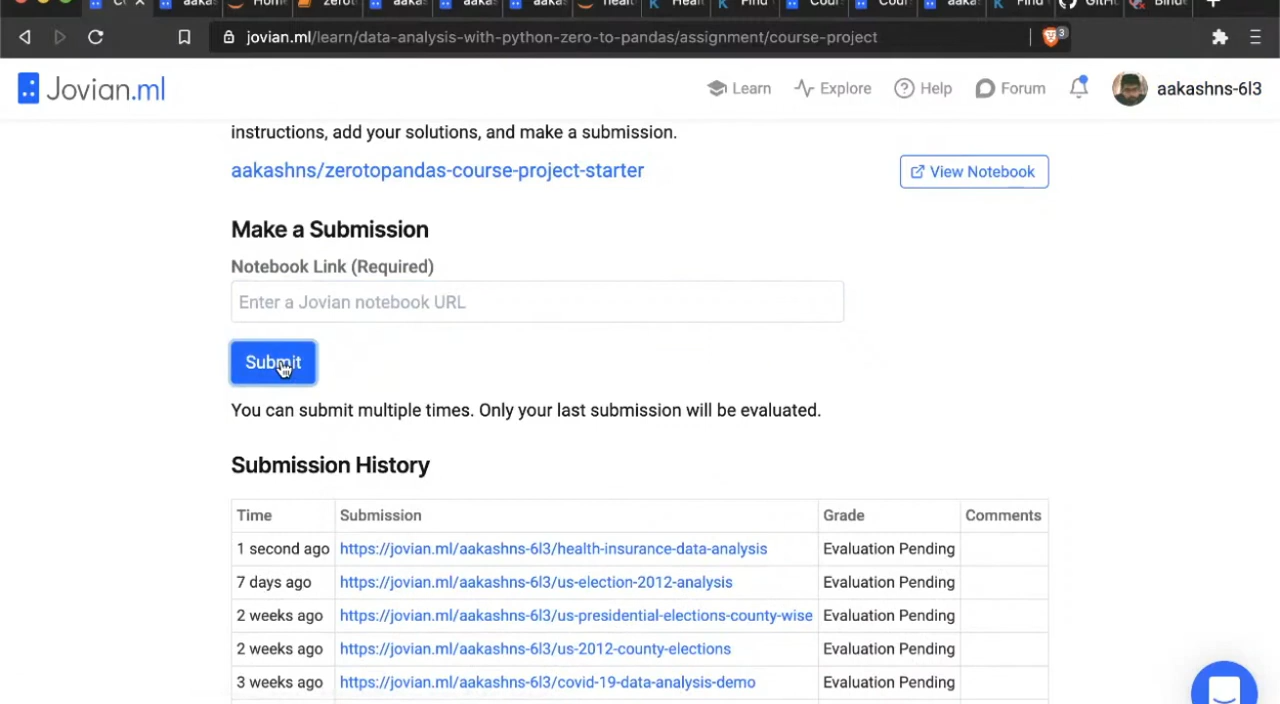 jovian.ml/learn/data-analysis-with-python-zero-to-pandas/assignment/course-project
3
Jovian.ml
Learn
Explore
Help
Forum
aakashns-6l3
instructions, add your solutions, and make a submission.
aakashns/zerotopandas-course-project-starter
View Notebook
Make a Submission
Notebook Link (Required)
Enter a Jovian notebook URL
Submit
You can submit multiple times. Only your last submission will be evaluated.
Submission History
Time Submission Grade Comments
1 second ago https://jovian.ml/aakashns-6l3/health-insurance-data-analysis Evaluation Pending
7 days ago https://jovian.ml/aakashns-6l3/us-election-2012-analysis Evaluation Pending
2 weeks ago https://jovian.ml/aakashns-6l3/us-presidential-elections-county-wise Evaluation Pending
2 weeks ago https://jovian.ml/aakashns-6l3/us-2012-county-elections Evaluation Pending
3 weeks ago https://jovian.ml/aakashns-6l3/covid-19-data-analysis-demo Evaluation Pending